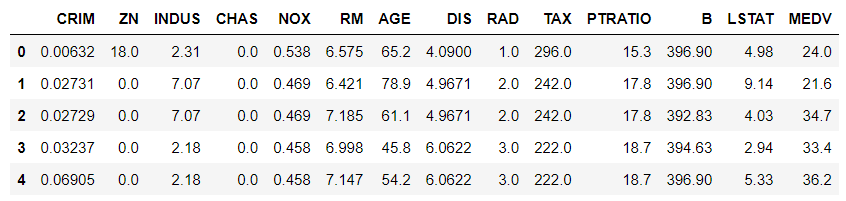 CRIM ZN INDUS CHAS NOX RM AGE DIS RAD TAX PTRATIO B LSTAT MEDV
0 0.00632 18.0 2.31 0.0 0.538 6.575 65.2 4.0900 1.0 296.0 15.3 396.90 4.98 24.0
1 0.02731 0.0 7.07 0.0 0.469 6.421 78.9 4.9671 2.0 242.0 17.8 396.90 9.14 21.6
2 0.02729 0.0 7.07 0.0 0.469 7.185 61.1 4.9671 2.0 242.0 17.8 392.83 4.03 34.7
3 0.03237 0.0 2.18 0.0 0.458 6.998 45.8 6.0622 3.0 222.0 18.7 394.63 2.94 33.4
4 0.06905 0.0 2.18 0.0 0.458 7.147 54.2 6.0622 3.0 222.0 18.7 396.90 5.33 36.2